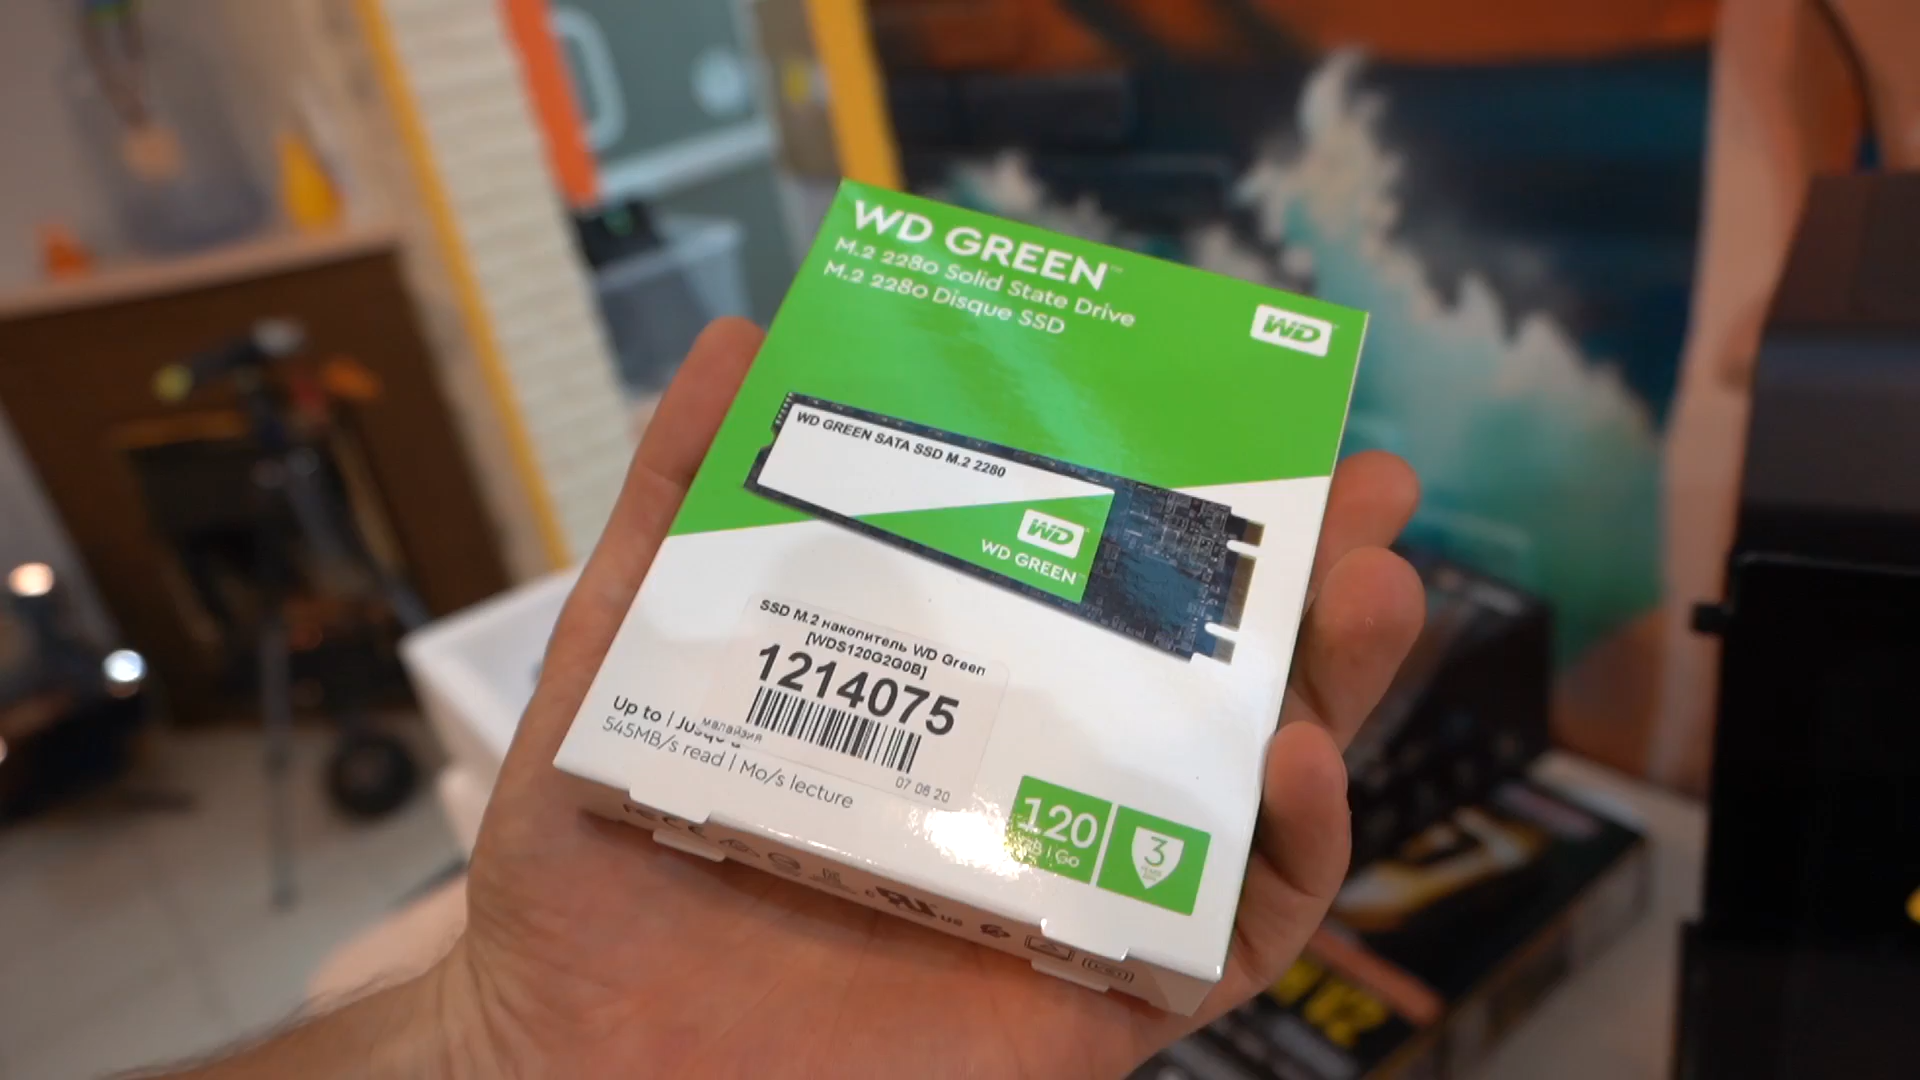 WD GREEN™
M.2 2280 Solid State Drive
M.2 2280 Disque SSD
WD
WD GREEN SATA SSD M.2 2280
WD
WD GREEN
SSD M.2 накопитель WD Green
[WDS120G2G0B]
1214075
малайзия
07 06 20
Up to |
545MB/s read | Mo/s lecture
120
GB | Go
3
V2